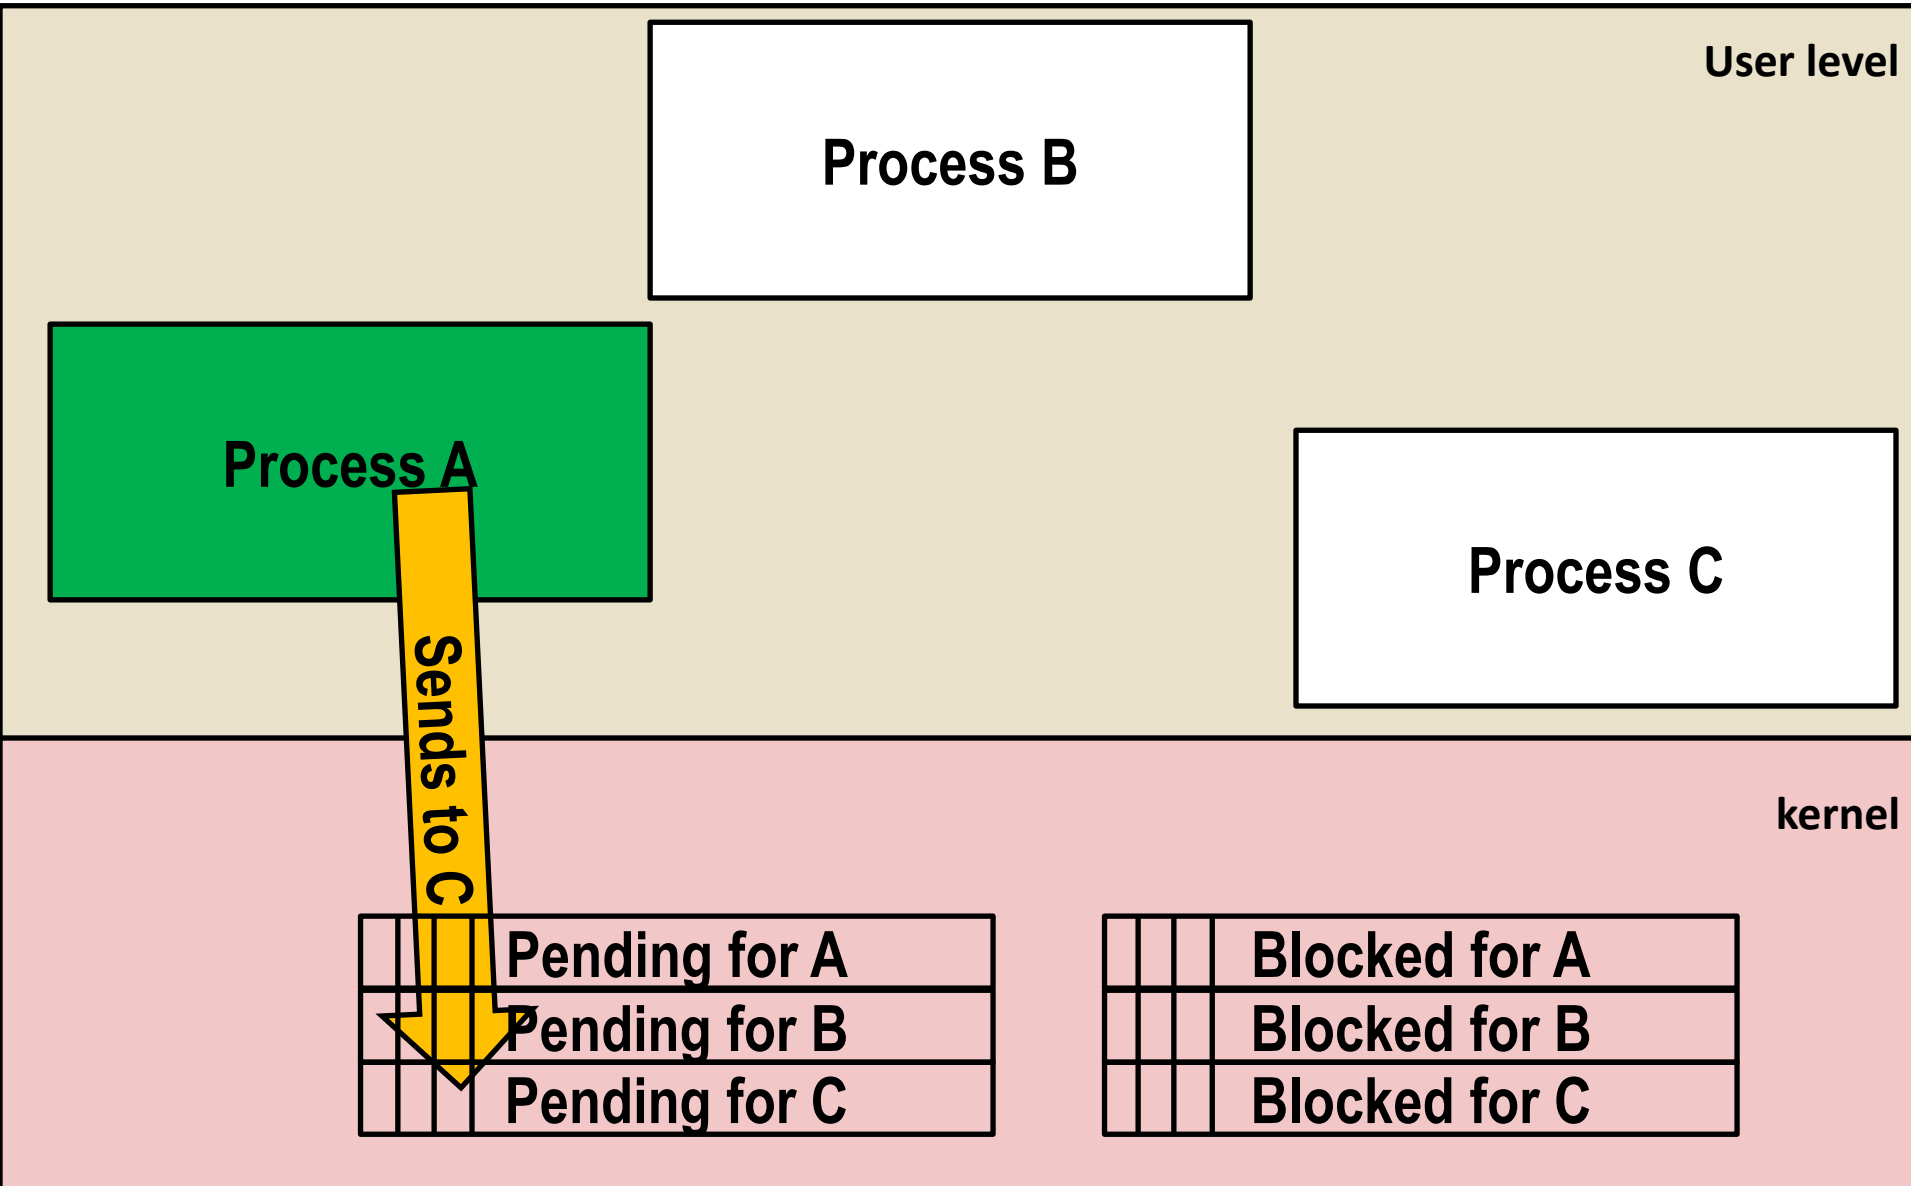 User level
Process B
Process A
Process C
Sends to C
kernel
Pending for A
Blocked for A
Pending for B
Blocked for B
Pending for C
Blocked for C